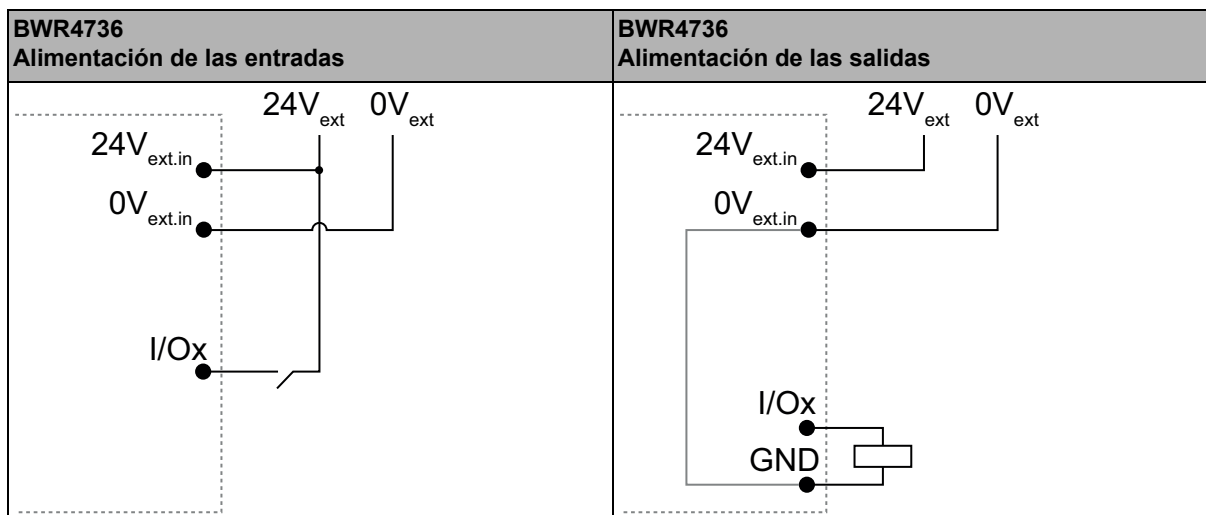 BWR4736
Alimentación de las entradas
24Vext 0Vext
24Vext.in
0Vext.in
I/Ox
BWR4736
Alimentación de las salidas
24Vext 0Vext
24Vext.in
0Vext.in
I/Ox
GND